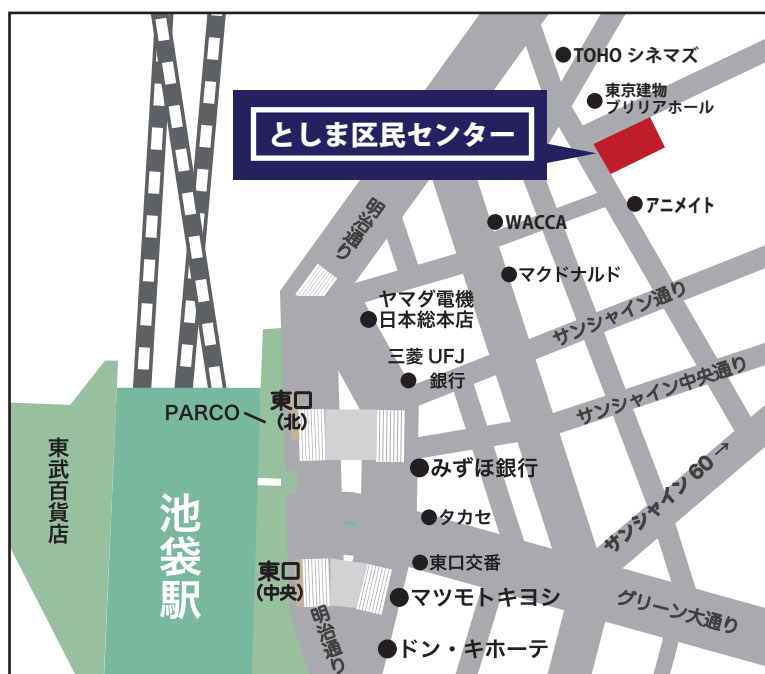 TOHO シネマズ
東京建物
ブリリアホール
としま区民センター
アニメイト
明治通り
WACCA
マクドナルド
ヤマダ電機
日本総本店
サンシャイン通り
三菱 UFJ
銀行
サンシャイン中央通り
PARCO
東口
(北)
東武百貨店
みずほ銀行
サンシャイン 60 →
池袋駅
タカセ
東口交番
東口
(中央)
マツモトキヨシ
グリーン大通り
明治通り
ドン・キホーテ